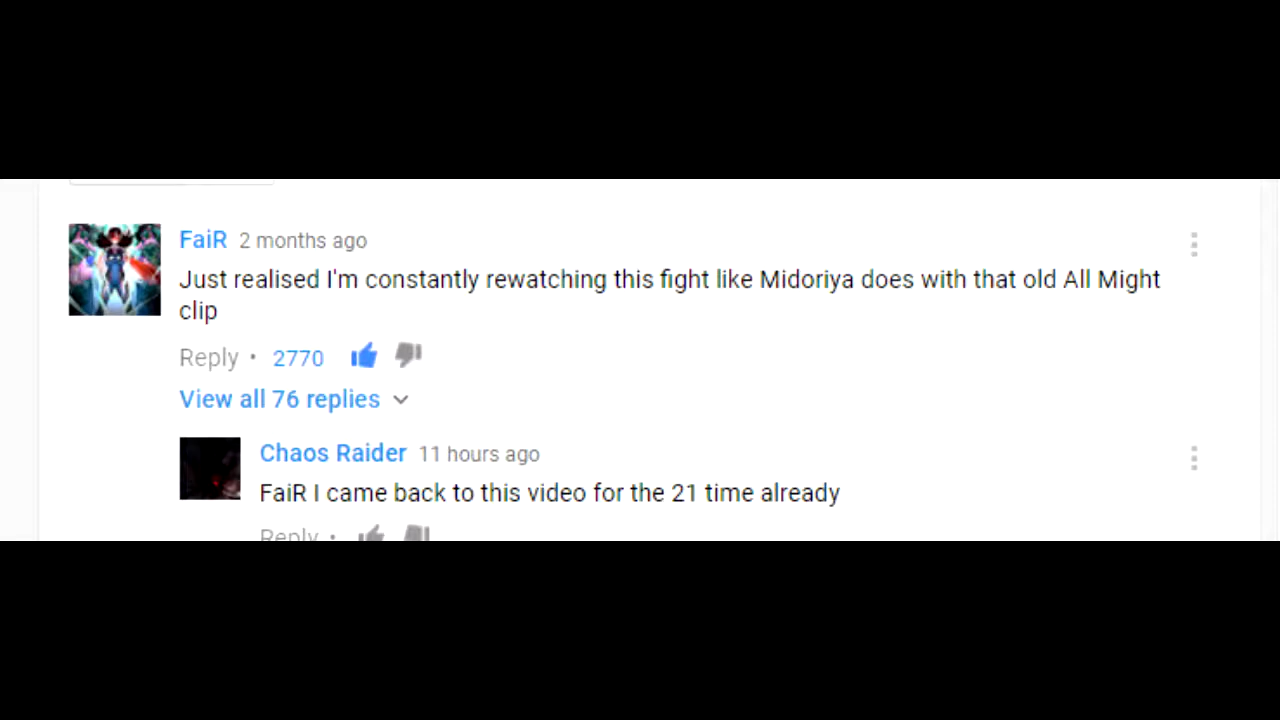 FaiR 2 months ago
Just realised I'm constantly rewatching this fight like Midoriya does with that old All Might
clip
Reply • 2770
View all 76 replies
Chaos Raider 11 hours ago
FaiR I came back to this video for the 21 time already
Reply •